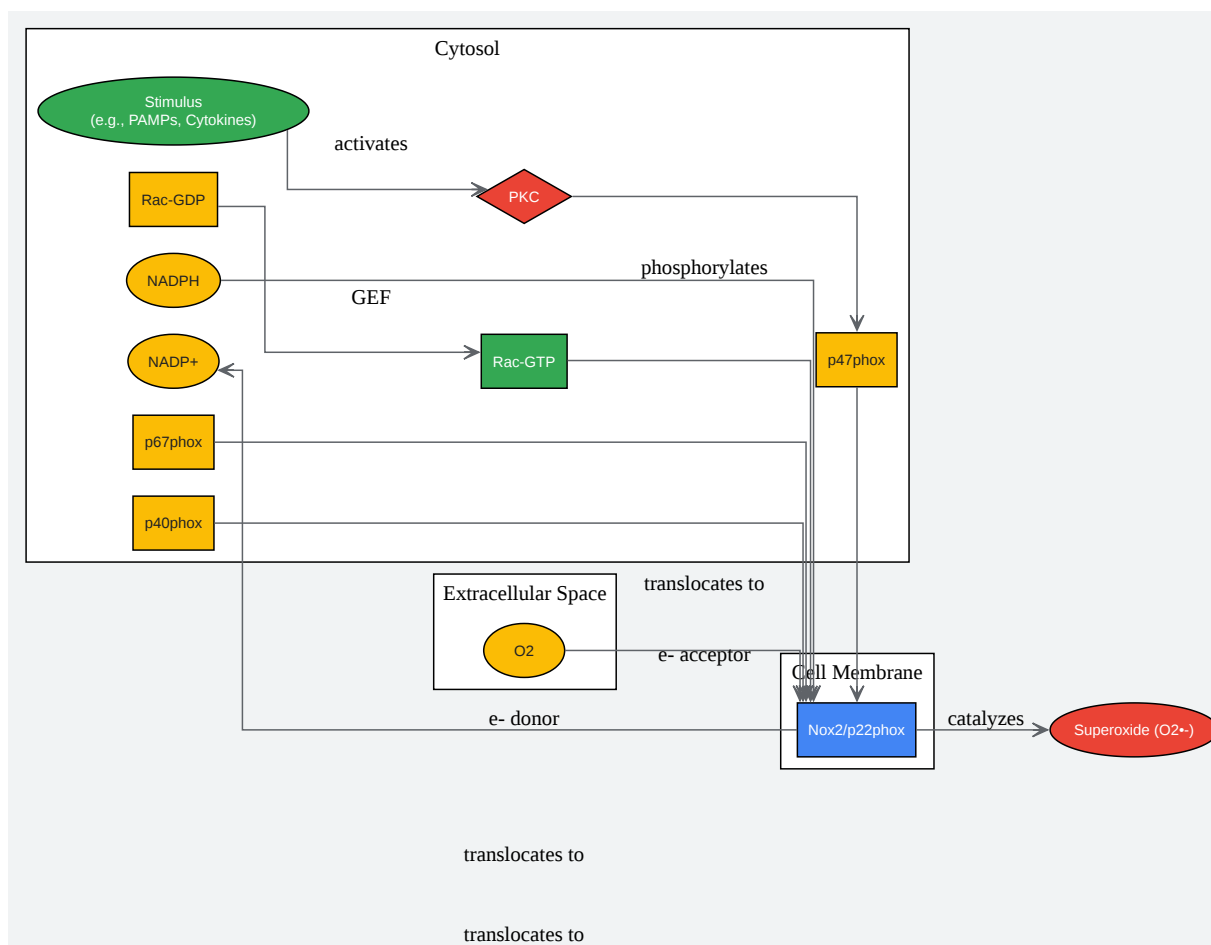 Cytosol
Stimulus
(e.g., PAMPs, Cytokines)
activates
Rac-GDP
PKC
NADPH
phosphorylates
GEF
NADP+
Rac-GTP
p47phox
p67phox
p40phox
translocates to
Extracellular Space
O2
e- acceptor
Cell Membrane
e- donor
Nox2/p22phox
catalyzes
Superoxide (O2•-)
translocates to
translocates to